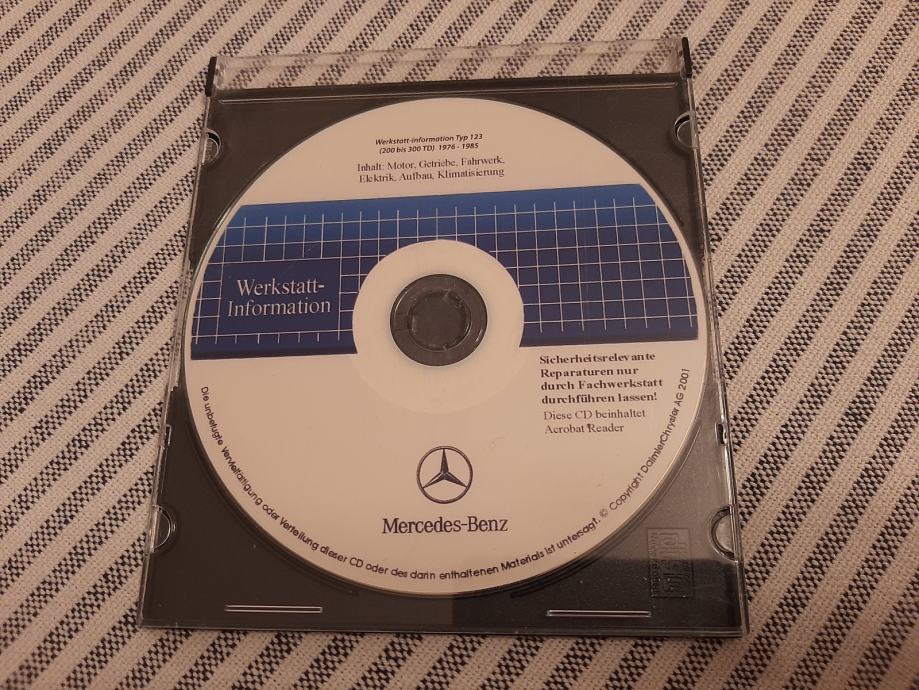 Werkstatt-information Typ 123
(200 bis 300 TD) 1976 - 1985
Inhalt: Motor, Getriebe, Fahrwerk,
Elektrik, Aufbau, Klimatisierung
Werkstatt-
Information
Sicherheitsrelevante
Reparaturen nur
durch Fachwerkstatt
durchführen lassen!
Diese CD beinhaltet
Acrobat Reader
Mercedes-Benz
Die unbefugte Vervielfältigung oder Verteilung dieser CD oder des darin enthaltenen Materials ist untersagt. © Copyright DaimlerChrysler AG 2001